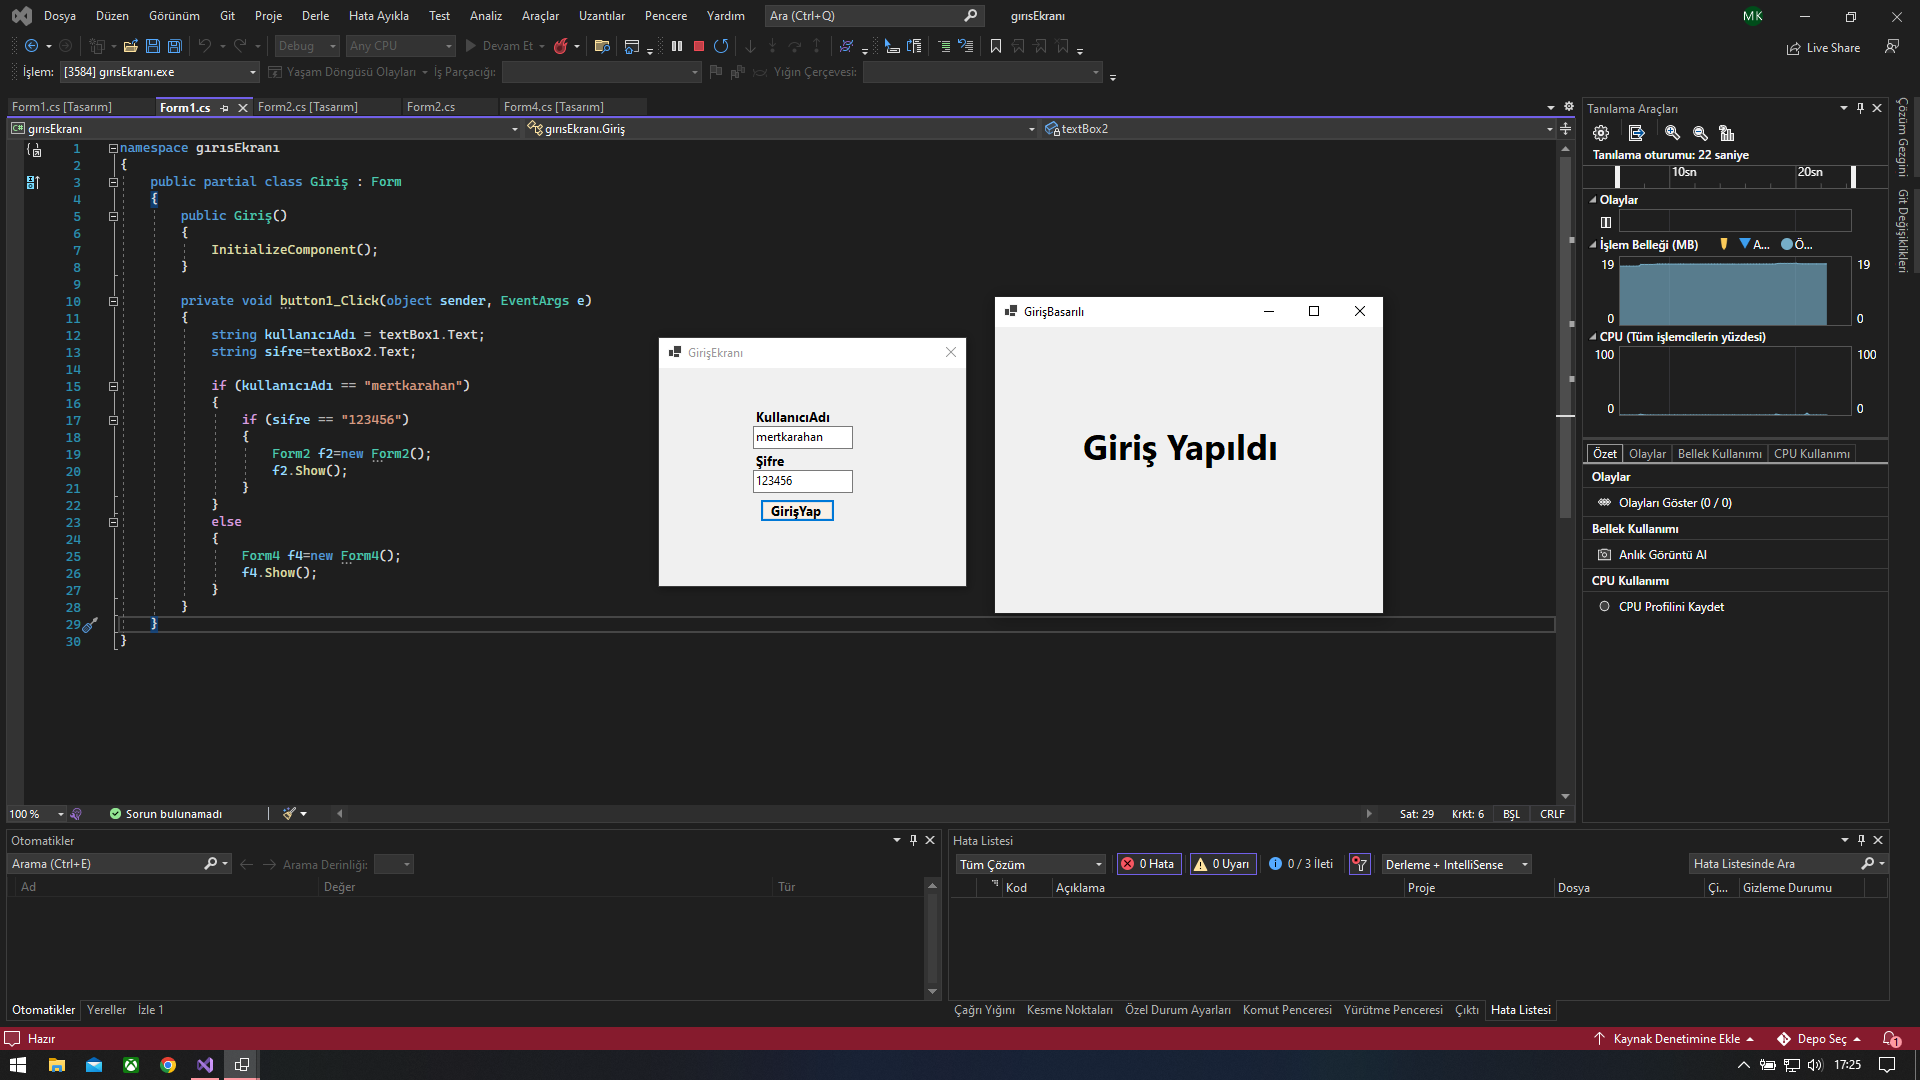 Dosya Düzen Görünüm Git Proje Derle Hata Ayıkla Test Analiz Araçlar Uzantılar Pencere Yardım Ara (Ctrl+Q) gırısEkranı MK
Debug Any CPU Devam Et Live Share
İşlem: [3584] gırısEkranı.exe Yaşam Döngüsü Olayları İş Parçacığı: Yığın Çerçevesi:
Form1.cs [Tasarım] Form1.cs Form2.cs [Tasarım] Form2.cs Form4.cs [Tasarım]
gırısEkranı gırısEkranı.Giriş textBox2
1 namespace gırısEkranı
2 {
3 public partial class Giriş : Form
4 {
5 public Giriş()
6 {
7 InitializeComponent();
8 }
9
10 private void button1_Click(object sender, EventArgs e)
11 {
12 string kullanıcıAdı = textBox1.Text;
13 string sifre=textBox2.Text;
14
15 if (kullanıcıAdı == "mertkarahan")
16 {
17 if (sifre == "123456")
18 {
19 Form2 f2=new Form2();
20 f2.Show();
21 }
22 }
23 else
24 {
25 Form4 f4=new Form4();
26 f4.Show();
27 }
28 }
29 }
30 }
GirişEkranı
KullanıcıAdı
mertkarahan
Şifre
123456
GirişYap
GirişBasarılı
Giriş Yapıldı
Tanılama Araçları
Tanılama oturumu: 22 saniye
10sn 20sn
Olaylar
İşlem Belleği (MB) A... Ö...
19 19
0 0
CPU (Tüm işlemcilerin yüzdesi)
100 100
0 0
Özet Olaylar Bellek Kullanımı CPU Kullanımı
Olaylar
Olayları Göster (0 / 0)
Bellek Kullanımı
Anlık Görüntü Al
CPU Kullanımı
CPU Profilini Kaydet
Çözüm Gezgini
Git Değişiklikleri
100 % Sorun bulunamadı Sat: 29 Krkt: 6 BŞL CRLF
Otomatikler
Arama (Ctrl+E) Arama Derinliği:
Ad Değer Tür
Otomatikler Yereller İzle 1
Hata Listesi
Tüm Çözüm 0 Hata 0 Uyarı 0 / 3 İleti Derleme + IntelliSense Hata Listesinde Ara
Kod Açıklama Proje Dosya Çi... Gizleme Durumu
Çağrı Yığını Kesme Noktaları Özel Durum Ayarları Komut Penceresi Yürütme Penceresi Çıktı Hata Listesi
Hazır Kaynak Denetimine Ekle Depo Seç 1
17:25